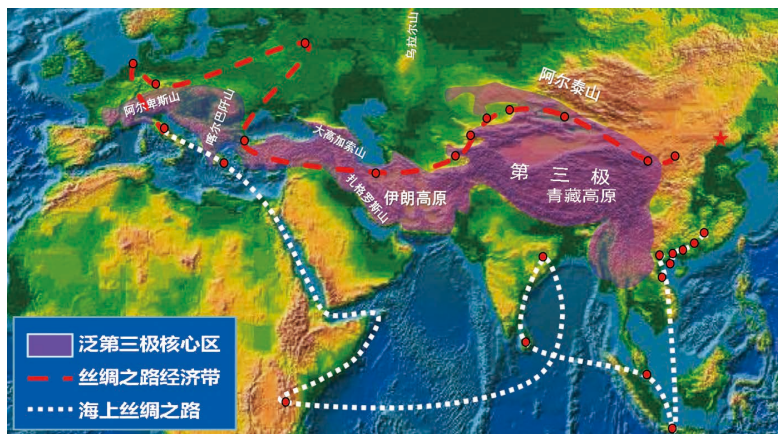 乌拉尔山
阿尔泰山
阿尔卑斯山
喀尔巴阡山
大高加索山
扎格罗斯山
伊朗高原
第三极
青藏高原
泛第三极核心区
丝绸之路经济带
海上丝绸之路